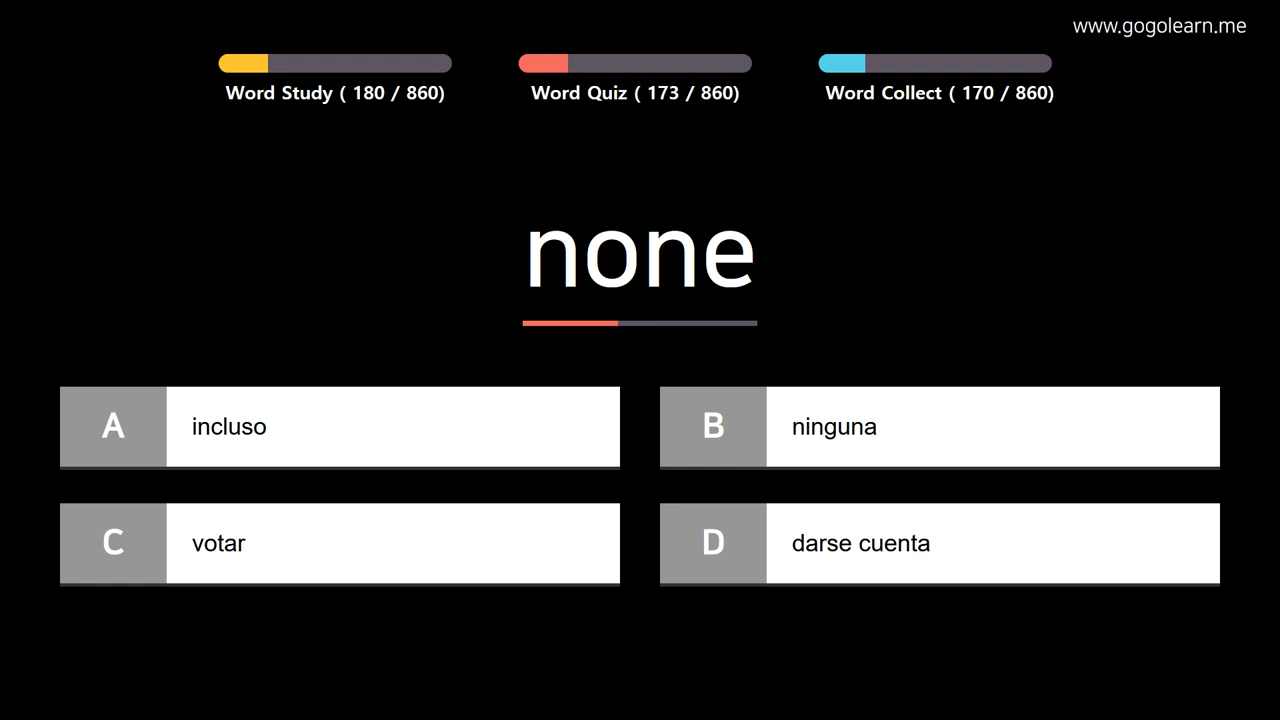 www.gogolearn.me
Word Study ( 180 / 860)
Word Quiz ( 173 / 860)
Word Collect ( 170 / 860)
none
A
incluso
B
ninguna
C
votar
D
darse cuenta